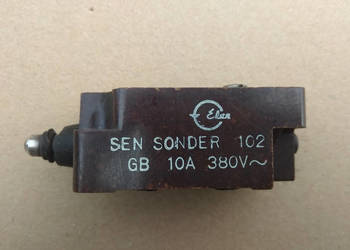 Elan
SEN SONDER 102
GB 10A 380V~